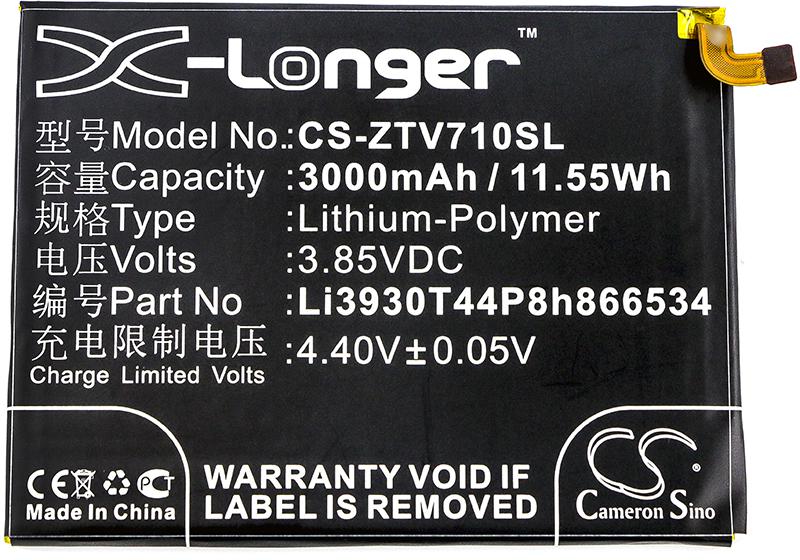 X-Longer™
型号Model No.:CS-ZTV710SL
容量Capacity :3000mAh / 11.55Wh
规格Type :Lithium-Polymer
电压Volts :3.85VDC
编号Part No :Li3930T44P8h866534
充电限制电压 :4.40V±0.05V
Charge Limited Volts
CE PCT
Made In China
WARRANTY VOID IF
LABEL IS REMOVED
CS
Cameron Sino